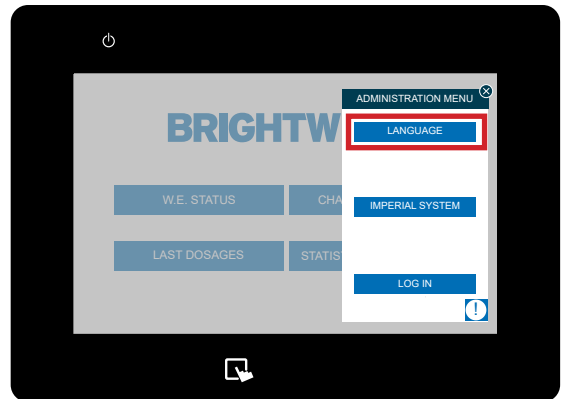 ADMINISTRATION MENU
BRIGHTW
LANGUAGE
W.E. STATUS
CHA
IMPERIAL SYSTEM
LAST DOSAGES
STATIS
LOG IN
!